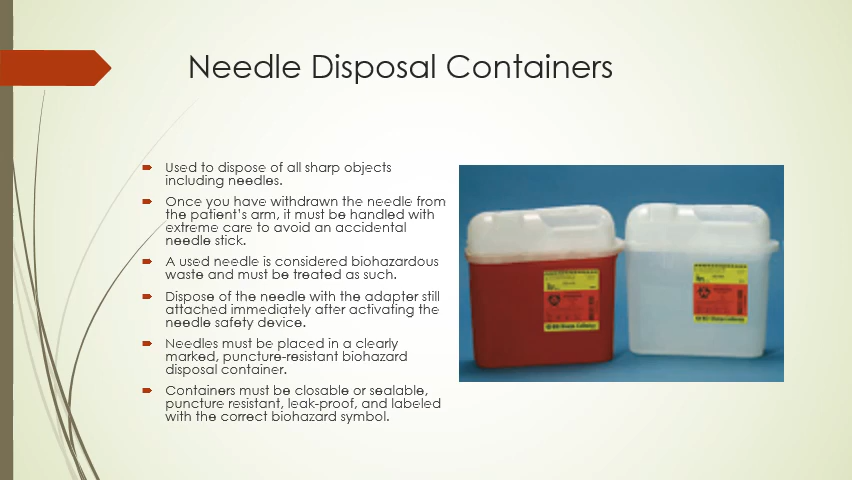 Needle Disposal Containers
Used to dispose of all sharp objects
including needles.
Once you have withdrawn the needle from
the patient's arm, it must be handled with
extreme care to avoid an accidental
needle stick.
A used needle is considered biohazardous
waste and must be treated as such.
Dispose of the needle with the adapter still
attached immediately after activating the
needle safety device.
Needles must be placed in a clearly
marked, puncture-resistant biohazard
disposal container.
Containers must be closable or sealable,
puncture resistant, leak-proof, and labeled
with the correct biohazard symbol.